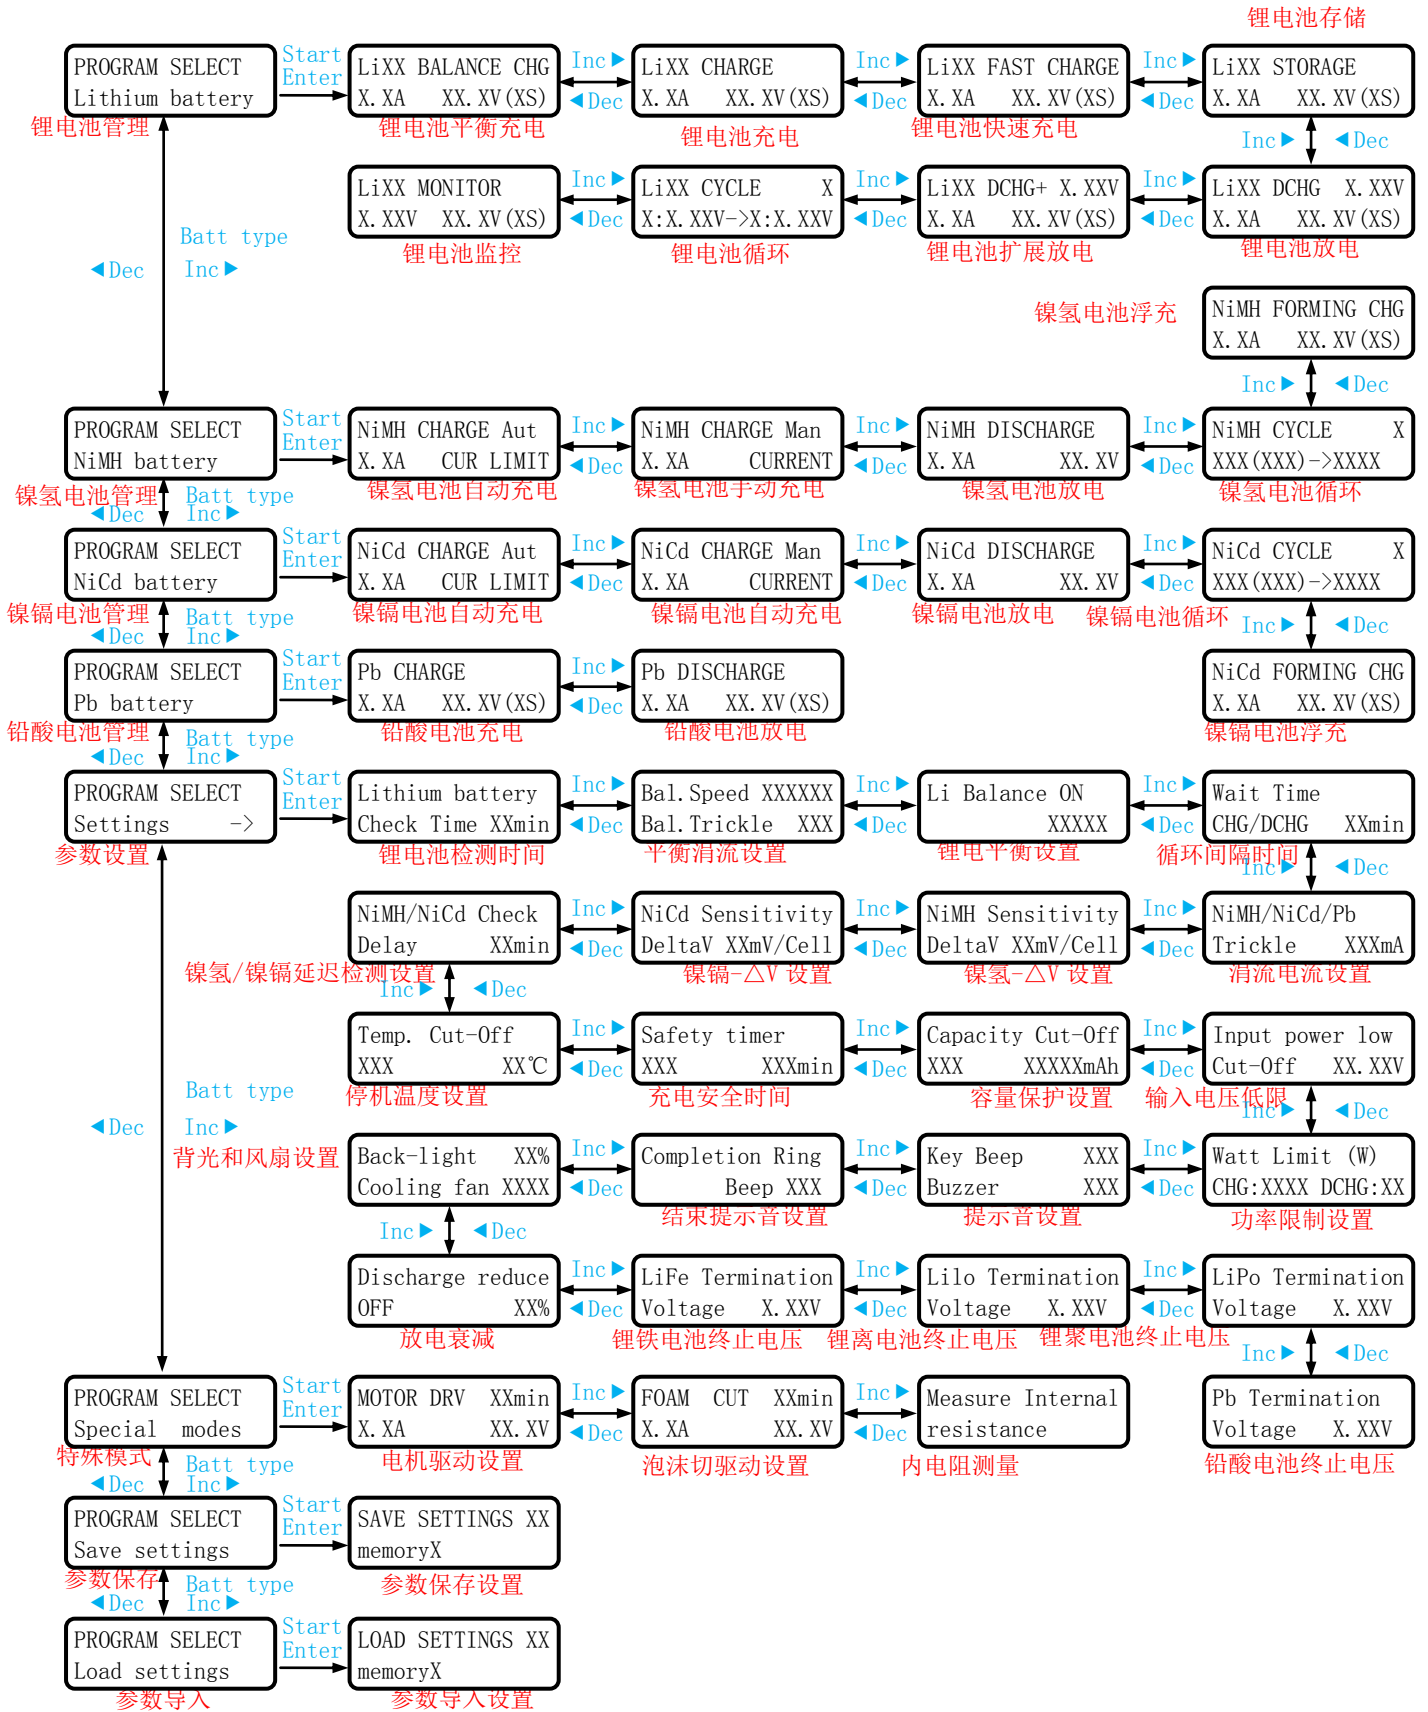 锂电池存储
PROGRAM SELECT
Lithium battery
Start
Enter
LiXX BALANCE CHG
X.XA XX.XV(XS)
Inc▶
◀Dec
LiXX CHARGE
X.XA XX.XV(XS)
Inc▶
◀Dec
LiXX FAST CHARGE
X.XA XX.XV(XS)
Inc▶
◀Dec
LiXX STORAGE
X.XA XX.XV(XS)
锂电池管理
锂电池平衡充电
锂电池充电
锂电池快速充电
Inc▶ ◀Dec
LiXX MONITOR
X.XXV XX.XV(XS)
Inc▶
◀Dec
LiXX CYCLE X
X:X.XXV->X:X.XXV
Inc▶
◀Dec
LiXX DCHG+ X.XXV
X.XA XX.XV(XS)
Inc▶
◀Dec
LiXX DCHG X.XXV
X.XA XX.XV(XS)
锂电池监控
锂电池循环
锂电池扩展放电
锂电池放电
Batt type
◀Dec Inc▶
镍氢电池浮充
NiMH FORMING CHG
X.XA XX.XV(XS)
Inc▶ ◀Dec
PROGRAM SELECT
NiMH battery
Start
Enter
NiMH CHARGE Aut
X.XA CUR LIMIT
Inc▶
◀Dec
NiMH CHARGE Man
X.XA CURRENT
Inc▶
◀Dec
NiMH DISCHARGE
X.XA XX.XV
Inc▶
◀Dec
NiMH CYCLE X
XXX(XXX)->XXXX
镍氢电池管理
镍氢电池自动充电
镍氢电池手动充电
镍氢电池放电
镍氢电池循环
Batt type
◀Dec Inc▶
PROGRAM SELECT
NiCd battery
Start
Enter
NiCd CHARGE Aut
X.XA CUR LIMIT
Inc▶
◀Dec
NiCd CHARGE Man
X.XA CURRENT
Inc▶
◀Dec
NiCd DISCHARGE
X.XA XX.XV
Inc▶
◀Dec
NiCd CYCLE X
XXX(XXX)->XXXX
镍镉电池管理
镍镉电池自动充电
镍镉电池自动充电
镍镉电池放电
镍镉电池循环
Batt type
◀Dec Inc▶
Inc▶ ◀Dec
PROGRAM SELECT
Pb battery
Start
Enter
Pb CHARGE
X.XA XX.XV(XS)
Inc▶
◀Dec
Pb DISCHARGE
X.XA XX.XV(XS)
NiCd FORMING CHG
X.XA XX.XV(XS)
铅酸电池管理
铅酸电池充电
铅酸电池放电
镍镉电池浮充
Batt type
◀Dec Inc▶
PROGRAM SELECT
Settings ->
Start
Enter
Lithium battery
Check Time XXmin
Inc▶
◀Dec
Bal.Speed XXXXXX
Bal.Trickle XXX
Inc▶
◀Dec
Li Balance ON
XXXXX
Inc▶
◀Dec
Wait Time
CHG/DCHG XXmin
参数设置
锂电池检测时间
平衡涓流设置
锂电平衡设置
循环间隔时间
Inc▶ ◀Dec
NiMH/NiCd Check
Delay XXmin
Inc▶
◀Dec
NiCd Sensitivity
DeltaV XXmV/Cell
Inc▶
◀Dec
NiMH Sensitivity
DeltaV XXmV/Cell
Inc▶
◀Dec
NiMH/NiCd/Pb
Trickle XXXmA
镍氢/镍镉延迟检测设置
镍镉-△V 设置
镍氢-△V 设置
涓流电流设置
Inc▶ ◀Dec
Temp. Cut-Off
XXX XX℃
Inc▶
◀Dec
Safety timer
XXX XXXmin
Inc▶
◀Dec
Capacity Cut-Off
XXX XXXXXmAh
Inc▶
◀Dec
Input power low
Cut-Off XX.XXV
停机温度设置
充电安全时间
容量保护设置
输入电压低限
Inc▶ ◀Dec
Batt type
◀Dec Inc▶
背光和风扇设置
Back-light XX%
Cooling fan XXXX
Inc▶
◀Dec
Completion Ring
Beep XXX
Inc▶
◀Dec
Key Beep XXX
Buzzer XXX
Inc▶
◀Dec
Watt Limit (W)
CHG:XXXX DCHG:XX
结束提示音设置
提示音设置
功率限制设置
Inc▶ ◀Dec
Discharge reduce
OFF XX%
Inc▶
◀Dec
LiFe Termination
Voltage X.XXV
Inc▶
◀Dec
LiIo Termination
Voltage X.XXV
Inc▶
◀Dec
LiPo Termination
Voltage X.XXV
放电衰减
锂铁电池终止电压
锂离电池终止电压
锂聚电池终止电压
Inc▶ ◀Dec
PROGRAM SELECT
Special modes
Start
Enter
MOTOR DRV XXmin
X.XA XX.XV
Inc▶
◀Dec
FOAM CUT XXmin
X.XA XX.XV
Inc▶
◀Dec
Measure Internal
resistance
Pb Termination
Voltage X.XXV
特殊模式
电机驱动设置
泡沫切驱动设置
内电阻测量
铅酸电池终止电压
Batt type
◀Dec Inc▶
PROGRAM SELECT
Save settings
Start
Enter
SAVE SETTINGS XX
memoryX
参数保存
参数保存设置
Batt type
◀Dec Inc▶
PROGRAM SELECT
Load settings
Start
Enter
LOAD SETTINGS XX
memoryX
参数导入
参数导入设置